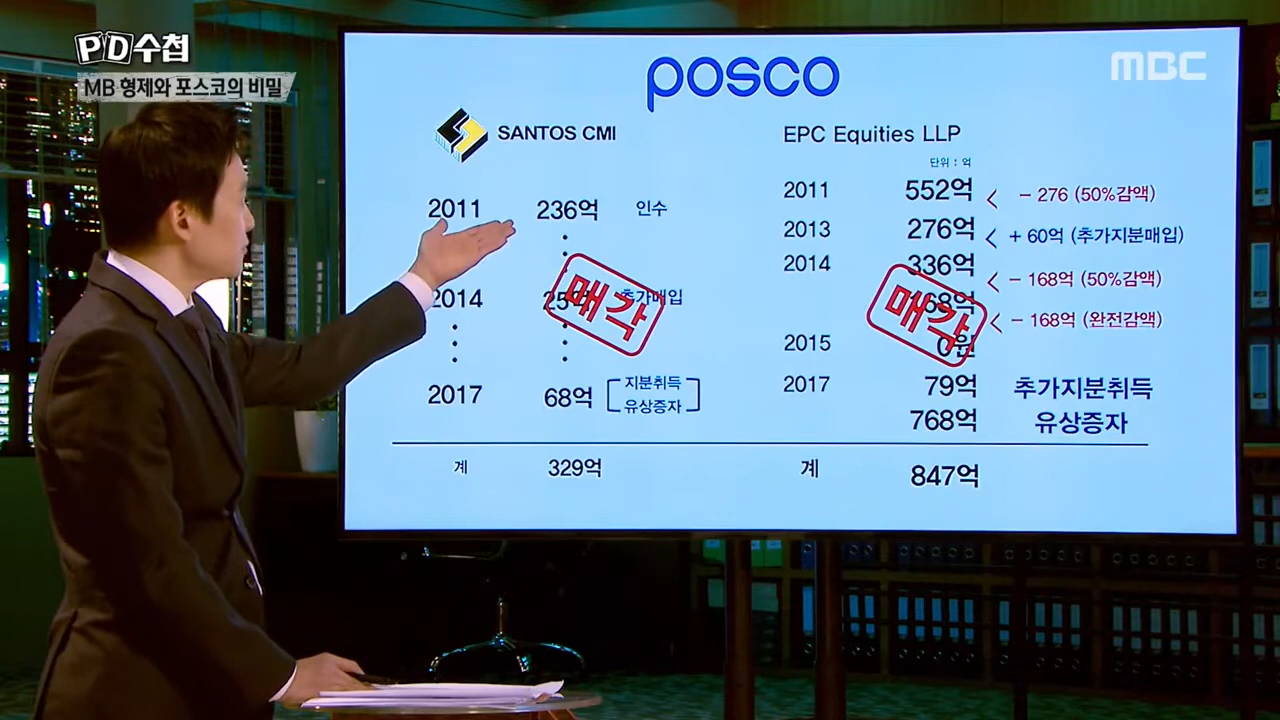 PD수첩
MB 형제와 포스코의 비밀
MBC
posco
SANTOS CMI
2011 236억 인수
2014 추가매입
2017 68억 지분취득 유상증자
계 329억
EPC Equities LLP
단위 : 억
2011 552억 < - 276 (50%감액)
2013 276억 < + 60억 (추가지분매입)
2014 336억 < - 168억 (50%감액)
< - 168억 (완전감액)
2015 0원
2017 79억 추가지분취득
768억 유상증자
계 847억
매각
매각